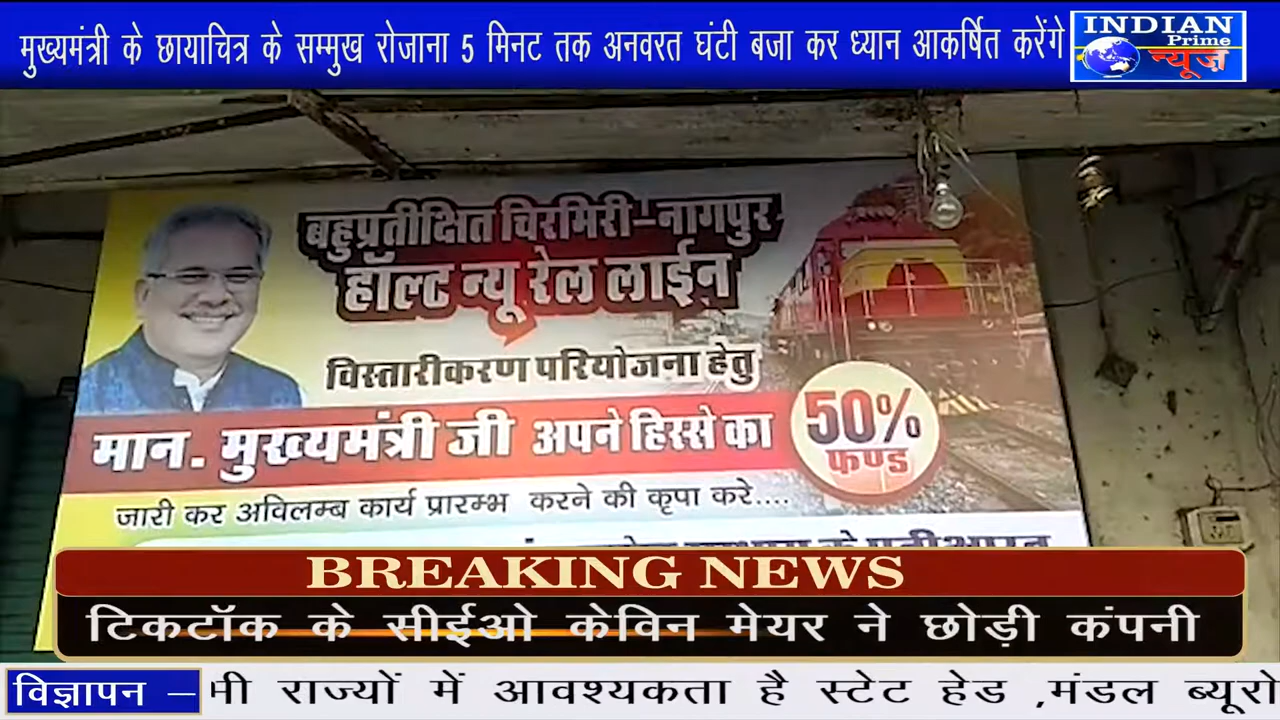 मुख्यमंत्री के छायाचित्र के सम्मुख रोजाना 5 मिनट तक अनवरत घंटी बजा कर ध्यान आकर्षित करेंगे
INDIAN
Prime
न्यूज़
बहुप्रतीक्षित चिरमिरी-नागपुर
हॉल्ट न्यू रेल लाईन
विस्तारीकरण परियोजना हेतु
मान. मुख्यमंत्री जी अपने हिस्से का
50%
फण्ड
जारी कर अविलम्ब कार्य प्रारम्भ करने की कृपा करे....
BREAKING NEWS
टिकटॉक के सीईओ केविन मेयर ने छोड़ी कंपनी
विज्ञापन –
राज्यों में आवश्यकता है स्टेट हेड ,मंडल ब्यूरो